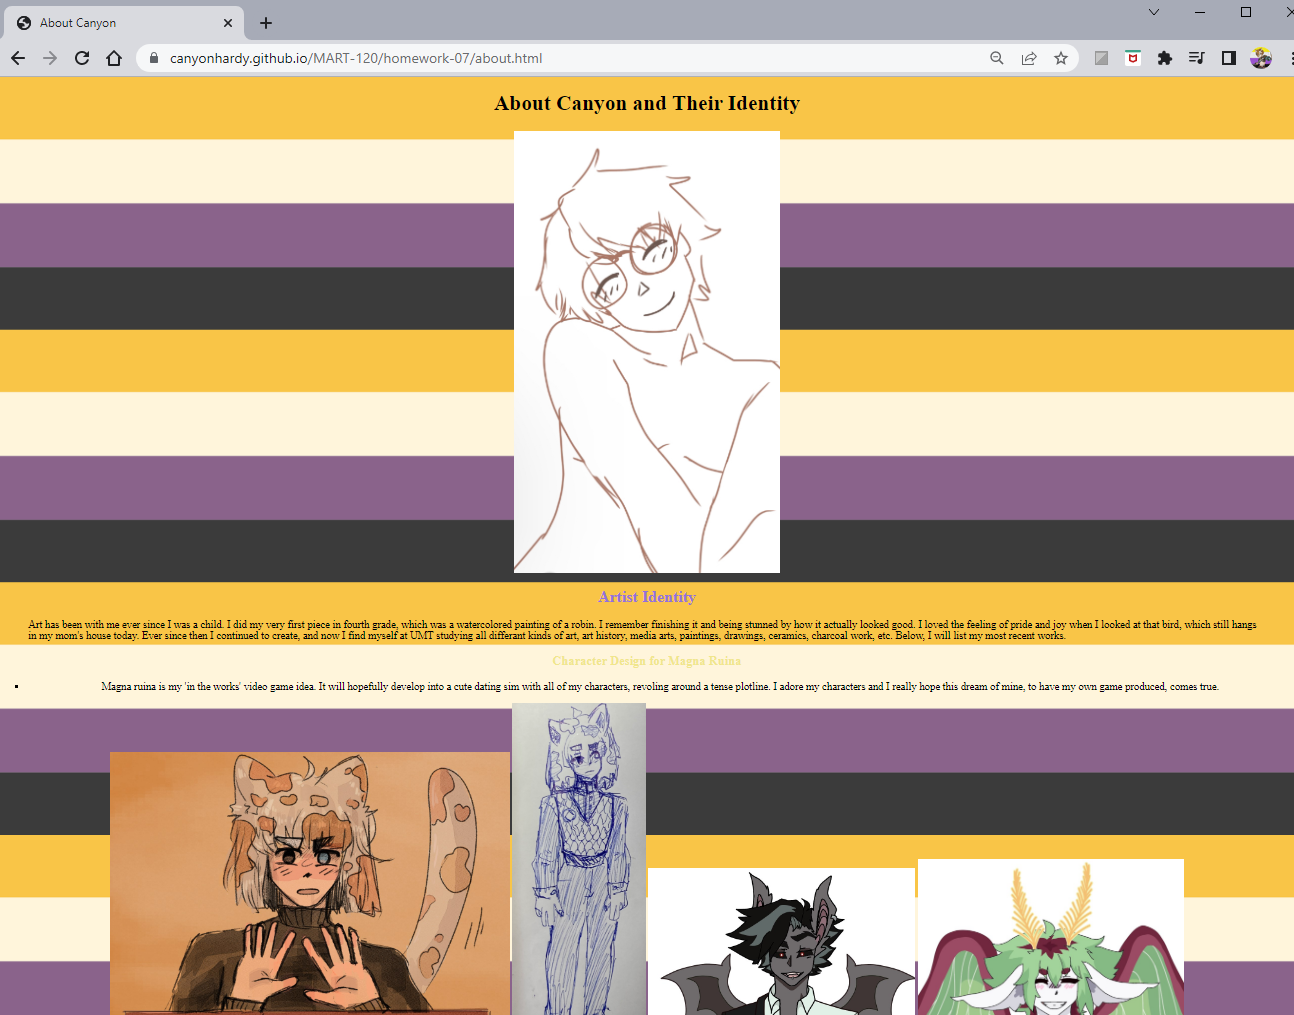 About Canyon
canyonhardy.github.io/MART-120/homework-07/about.html
About Canyon and Their Identity
Artist Identity
Art has been with me ever since I was a child. I did my very first piece in fourth grade, which was a watercolored painting of a robin. I remember finishing it and being stunned by how it actually looked good. I loved the feeling of pride and joy when I looked at that bird, which still hangs
in my mom's house today. Ever since then I continued to create, and now I find myself at UMT studying all differant kinds of art, art history, media arts, paintings, drawings, ceramics, charcoal work, etc. Below, I will list my most recent works.
Character Design for Magna Ruina
Magna ruina is my 'in the works' video game idea. It will hopefully develop into a cute dating sim with all of my characters, revoling around a tense plotline. I adore my characters and I really hope this dream of mine, to have my own game produced, comes true.